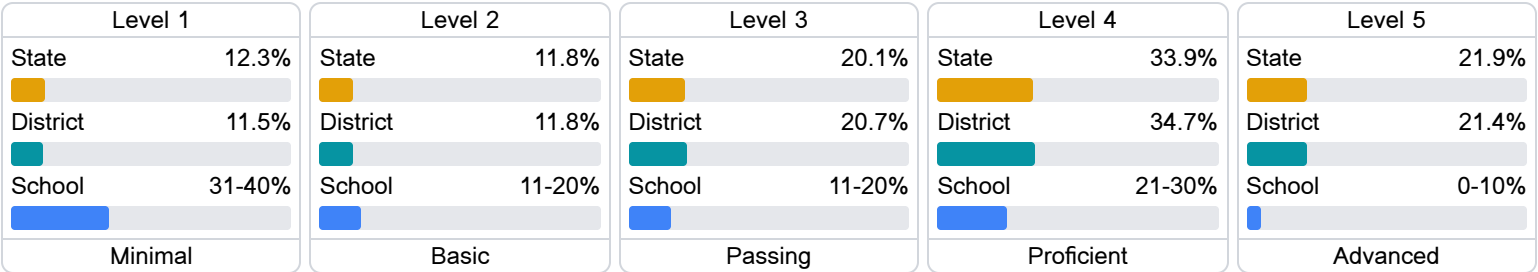 Level 1
State 12.3%
District 11.5%
School 31-40%
Minimal
Level 2
State 11.8%
District 11.8%
School 11-20%
Basic
Level 3
State 20.1%
District 20.7%
School 11-20%
Passing
Level 4
State 33.9%
District 34.7%
School 21-30%
Proficient
Level 5
State 21.9%
District 21.4%
School 0-10%
Advanced